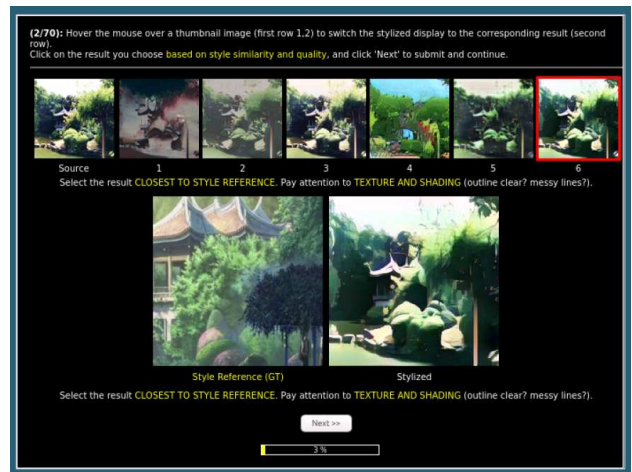 (2/70): Hover the mouse over a thumbnail image (first row 1,2) to switch the stylized display to the corresponding result (second
row).
Click on the result you choose based on style similarity and quality, and click 'Next' to submit and continue.
Source 1 2 3 4 5 6
Select the result CLOSEST TO STYLE REFERENCE. Pay attention to TEXTURE AND SHADING (outline clear? messy lines?).
Style Reference (GT) Stylized
Select the result CLOSEST TO STYLE REFERENCE. Pay attention to TEXTURE AND SHADING (outline clear? messy lines?).
Next >>
3 %